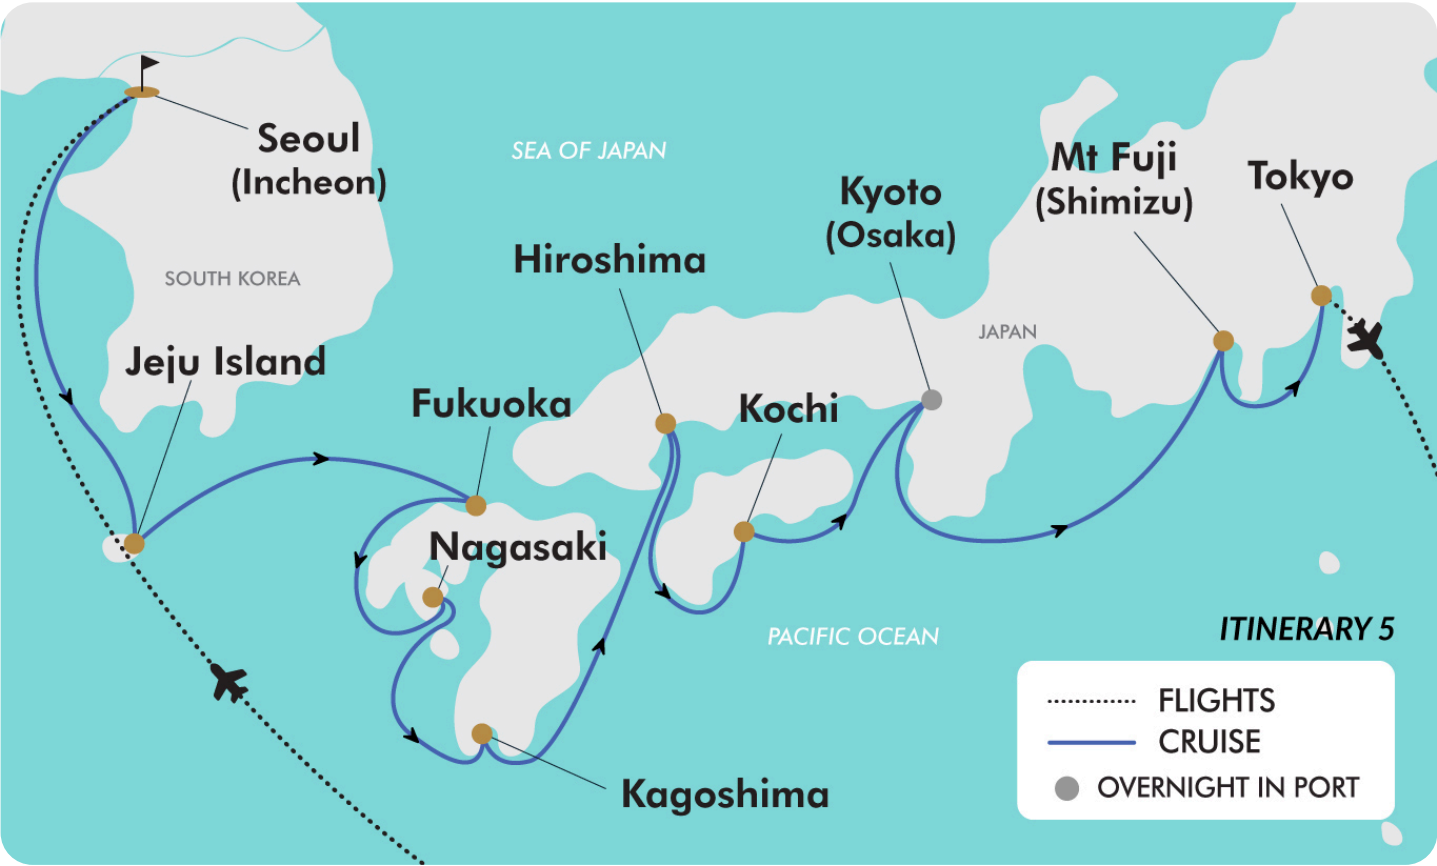 Seoul
(Incheon)
SEA OF JAPAN
Mt Fuji
(Shimizu)
Tokyo
Kyoto
(Osaka)
Hiroshima
SOUTH KOREA
JAPAN
Jeju Island
Fukuoka
Kochi
Nagasaki
PACIFIC OCEAN
Kagoshima
ITINERARY 5
FLIGHTS
CRUISE
OVERNIGHT IN PORT